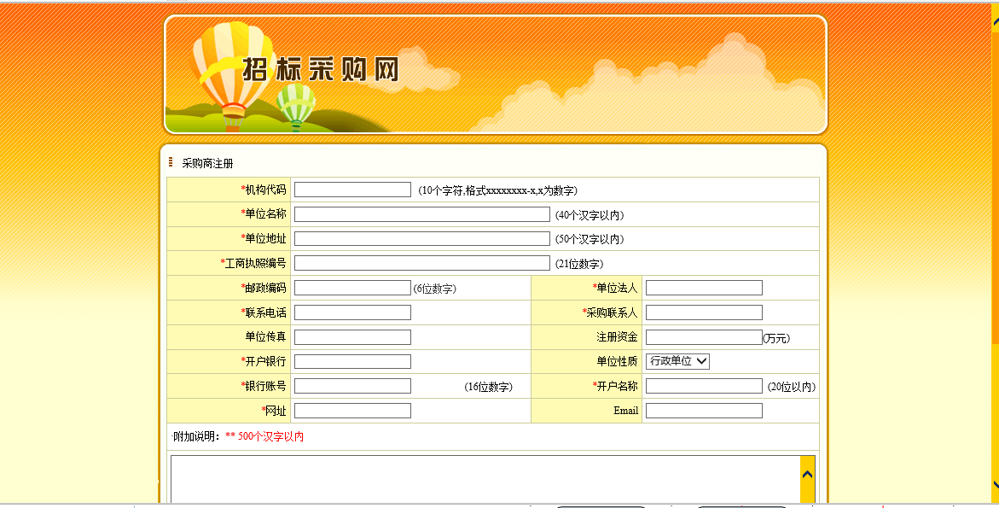 招标采购网
采购商注册
*机构代码 (10个字符,格式xxxxxxxx-x,x为数字)
*单位名称 (40个汉字以内)
*单位地址 (50个汉字以内)
*工商执照编号 (21位数字)
*邮政编码 (6位数字) *单位法人
*联系电话 *采购联系人
单位传真 注册资金 (万元)
*开户银行 单位性质 行政单位
*银行账号 (16位数字) *开户名称 (20位以内)
*网址 Email
附加说明：** 500个汉字以内